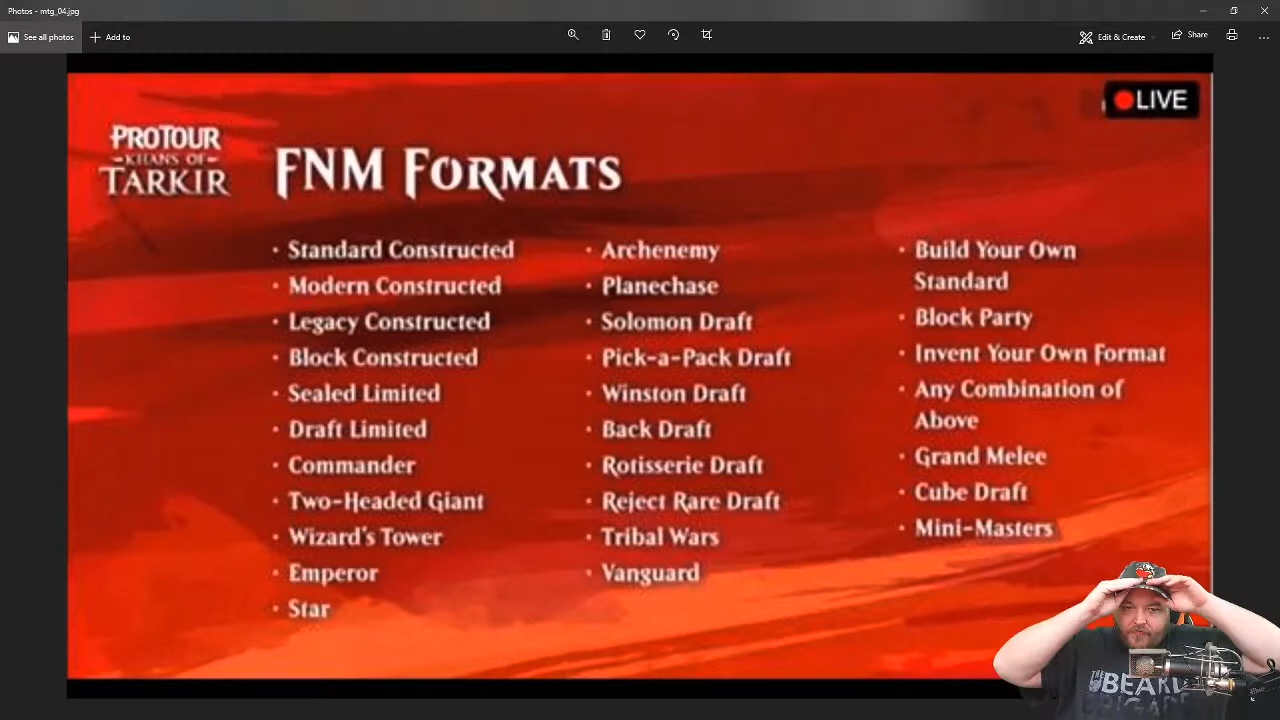 Photos - mtg_04.jpg
See all photos
Add to
Edit & Create
Share
LIVE
PROTOUR
KHANS OF
TARKIR
FNM FORMATS
· Standard Constructed
· Modern Constructed
· Legacy Constructed
· Block Constructed
· Sealed Limited
· Draft Limited
· Commander
· Two-Headed Giant
· Wizard's Tower
· Emperor
· Star
· Archenemy
· Planechase
· Solomon Draft
· Pick-a-Pack Draft
· Winston Draft
· Back Draft
· Rotisserie Draft
· Reject Rare Draft
· Tribal Wars
· Vanguard
· Build Your Own
Standard
· Block Party
· Invent Your Own Format
· Any Combination of
Above
· Grand Melee
· Cube Draft
· Mini-Masters
THE
BEARD
BRIGADE